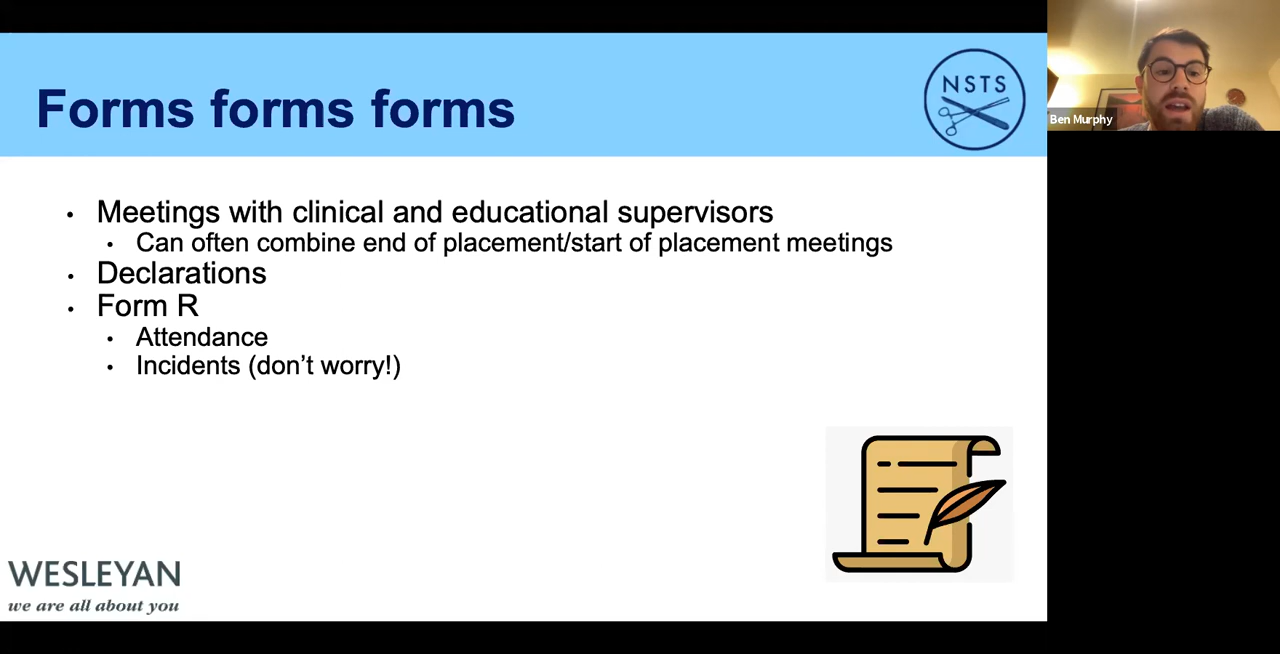 Forms forms forms
NSTS
Ben Murphy
• Meetings with clinical and educational supervisors
• Can often combine end of placement/start of placement meetings
• Declarations
• Form R
• Attendance
• Incidents (don’t worry!)
WESLEYAN
we are all about you